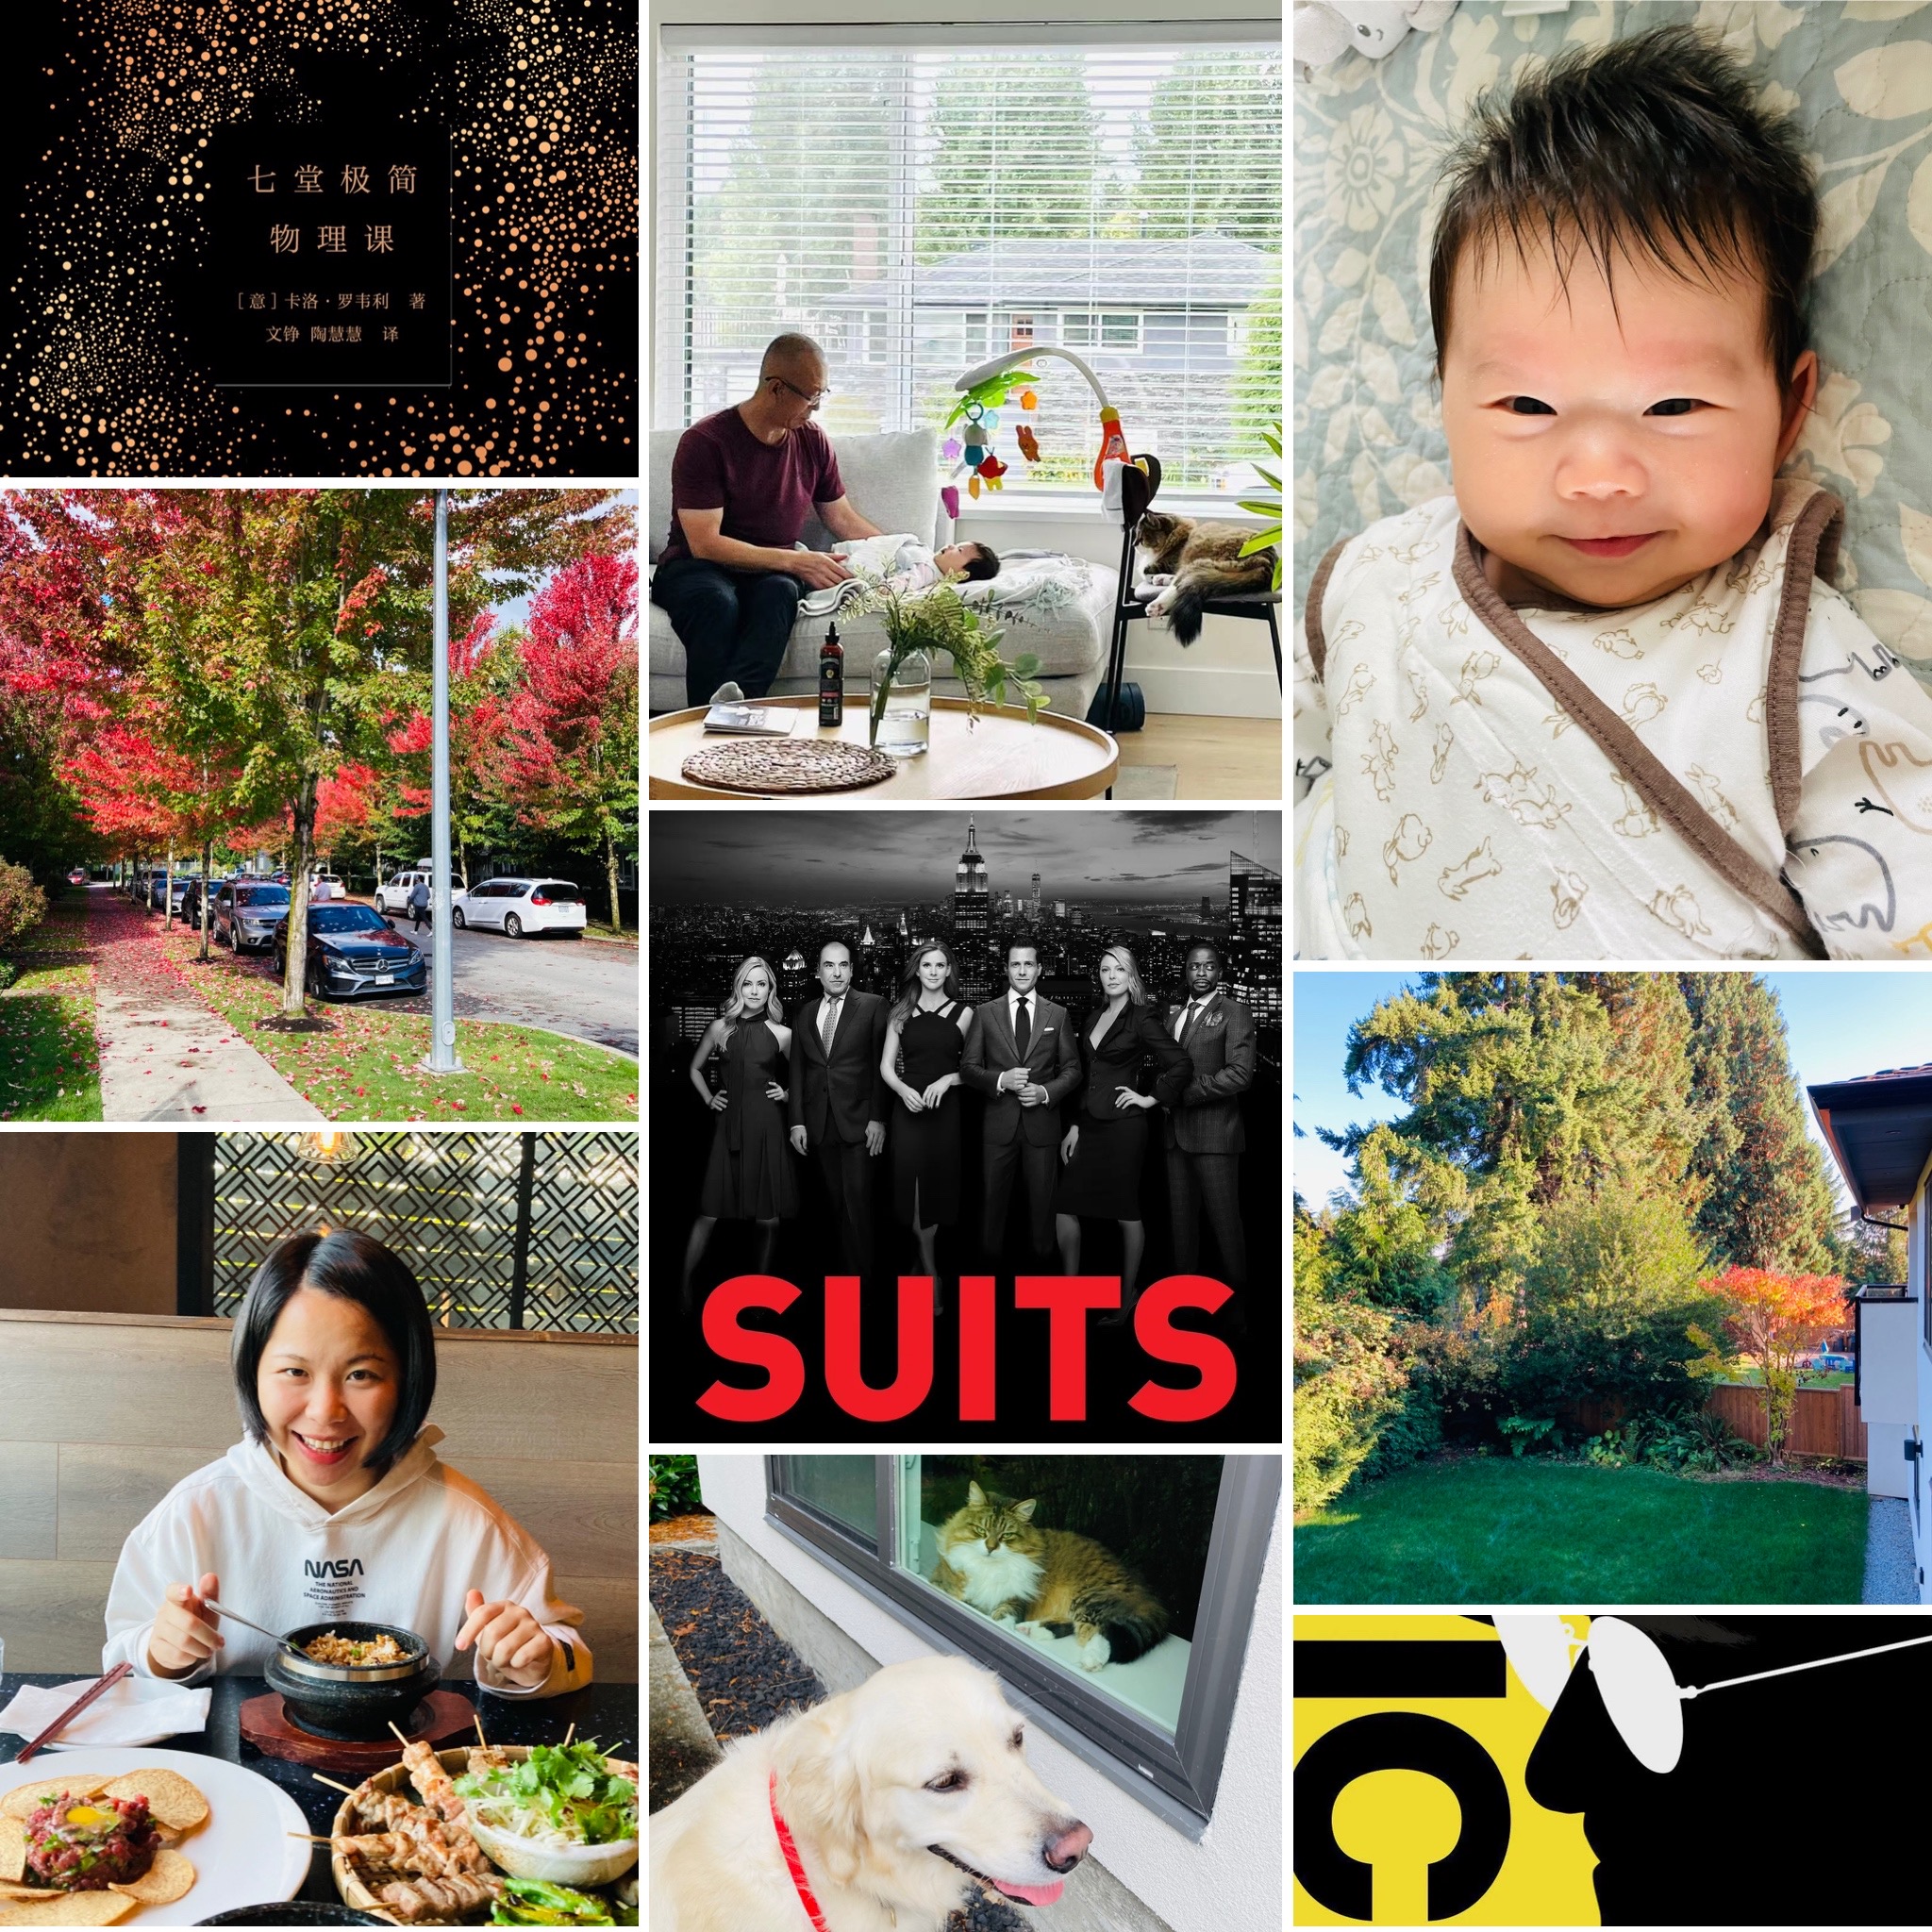 七堂极简
物理课
[意]卡洛·罗韦利 著
文铮 陶慧慧 译
SUITS
NASA
THE NATIONAL
AERONAUTICS AND
SPACE ADMINISTRATION